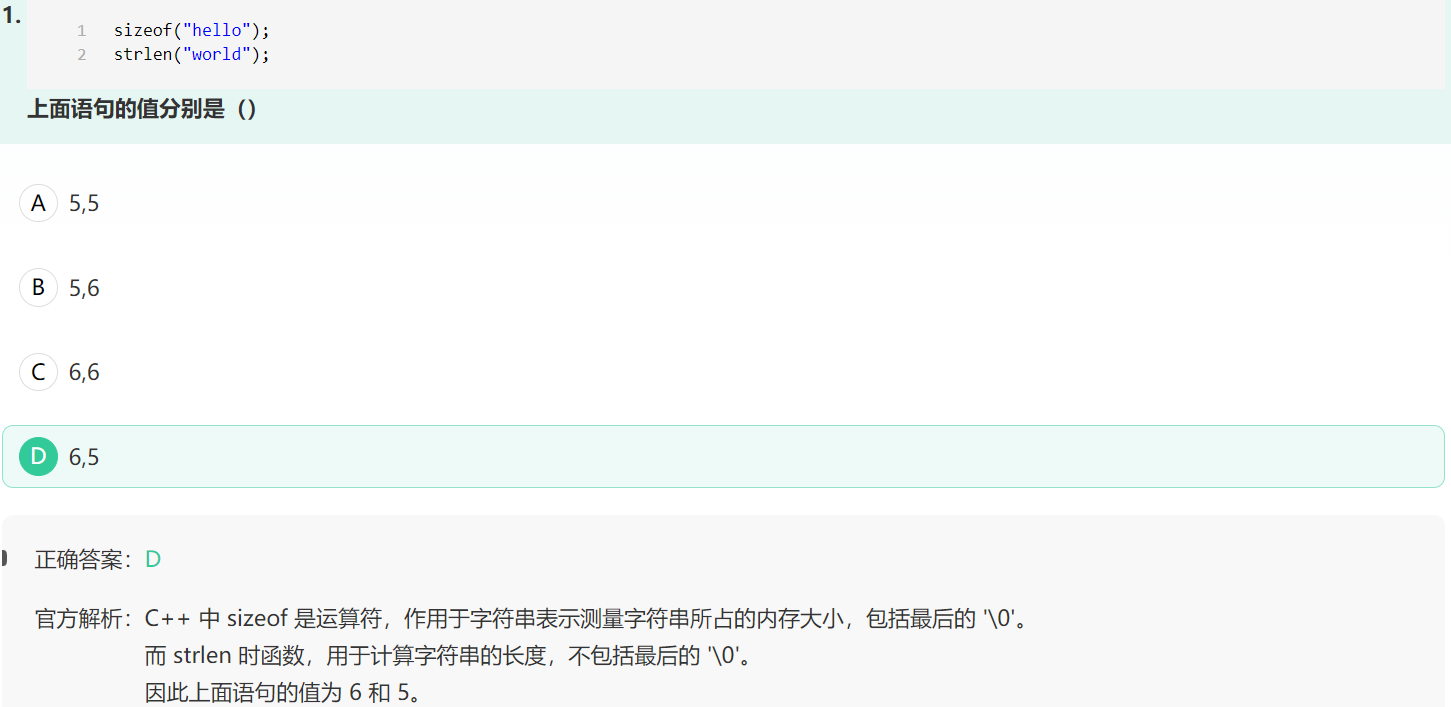 1.
1 sizeof("hello");
2 strlen("world");
上面语句的值分别是（）
A 5,5
B 5,6
C 6,6
D 6,5
正确答案：D
官方解析：C++ 中 sizeof 是运算符，作用于字符串表示测量字符串所占的内存大小，包括最后的 '\0'。
而 strlen 时函数，用于计算字符串的长度，不包括最后的 '\0'。
因此上面语句的值为 6 和 5。